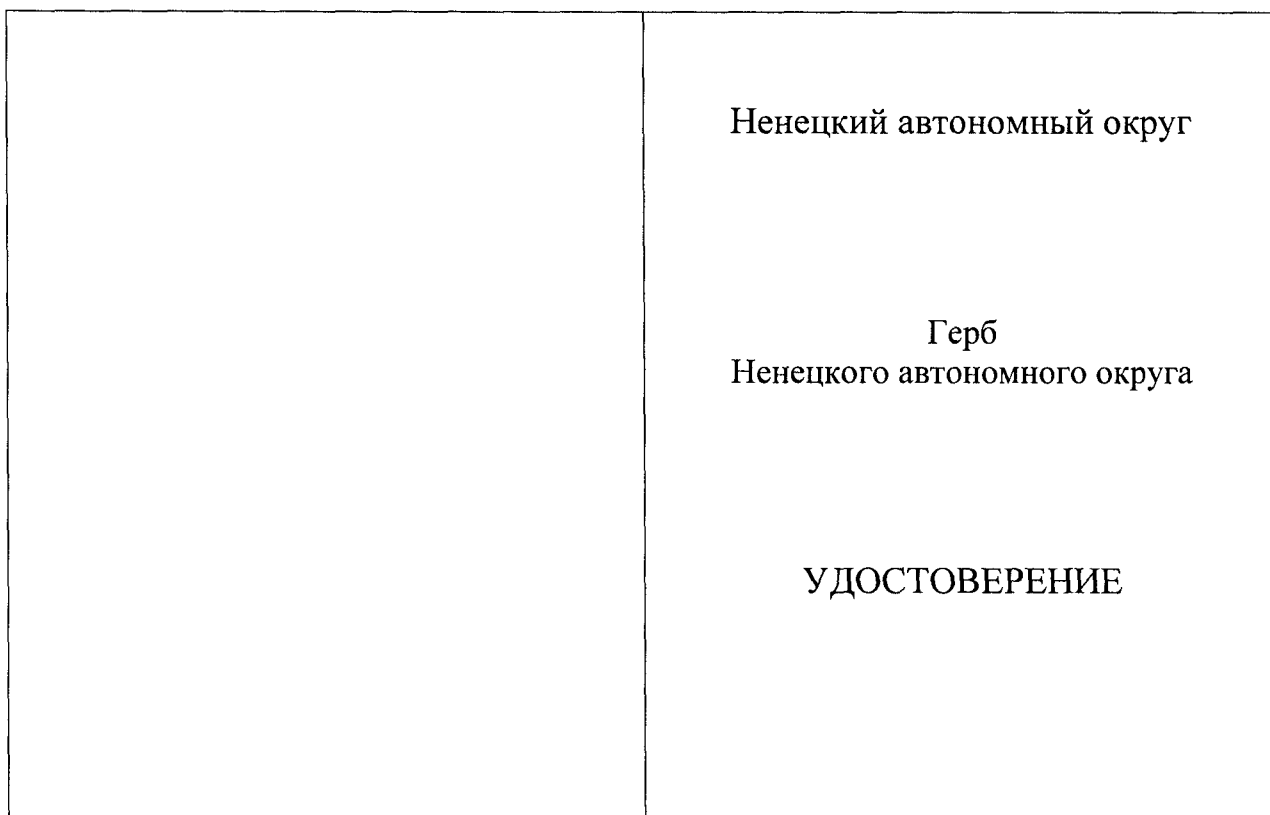 Ненецкий автономный округ
Герб
Ненецкого автономного округа
УДОСТОВЕРЕНИЕ